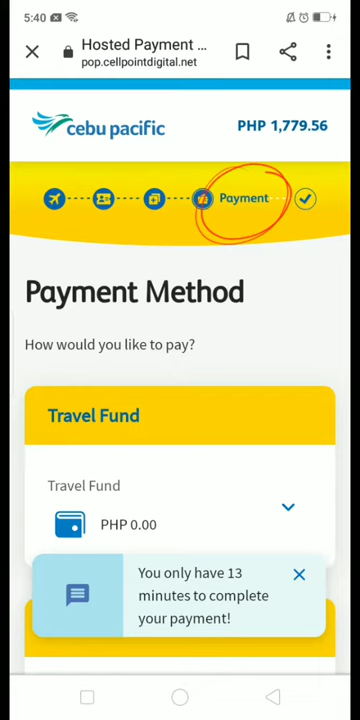 5:40
Hosted Payment ...
pop.cellpointdigital.net
cebu pacific
PHP 1,779.56
Payment
Payment Method
How would you like to pay?
Travel Fund
Travel Fund
PHP 0.00
You only have 13
minutes to complete
your payment!